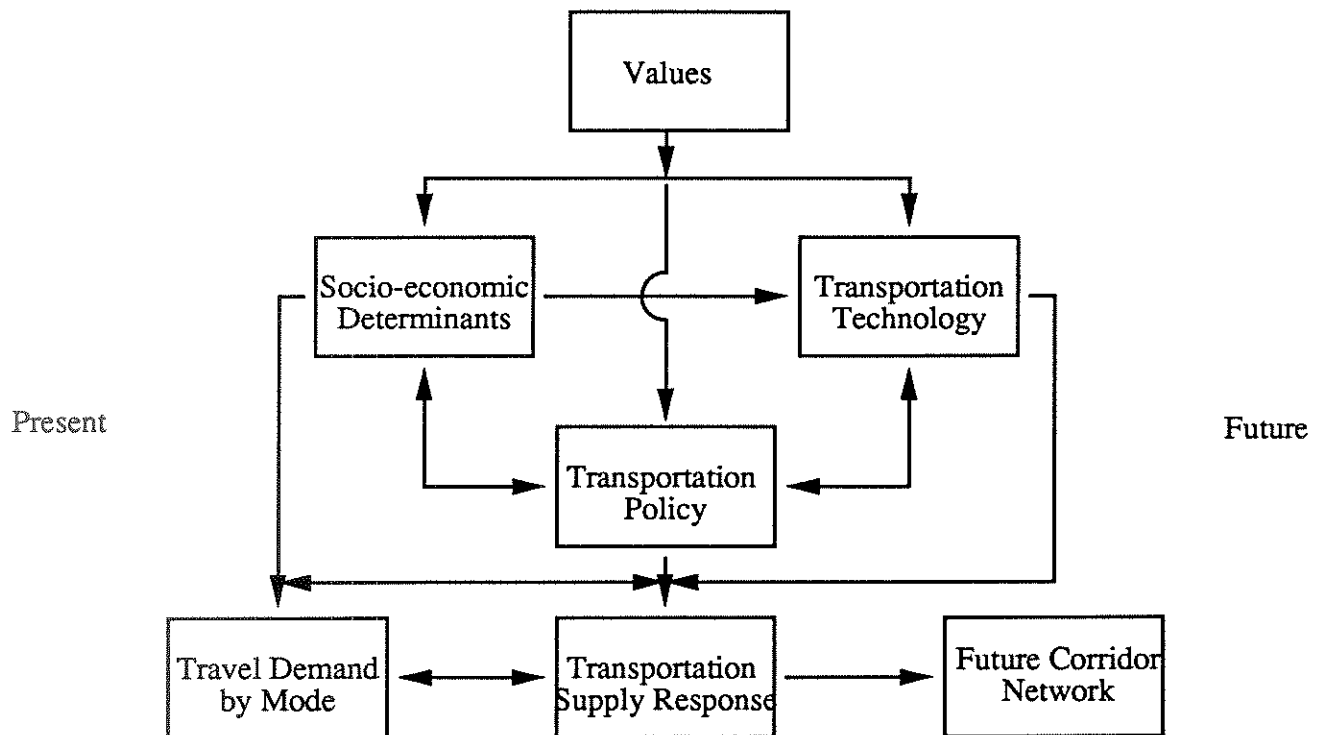 Values
Socio-economic
Determinants
Transportation
Technology
Present
Future
Transportation
Policy
Travel Demand
by Mode
Transportation
Supply Response
Future Corridor
Network